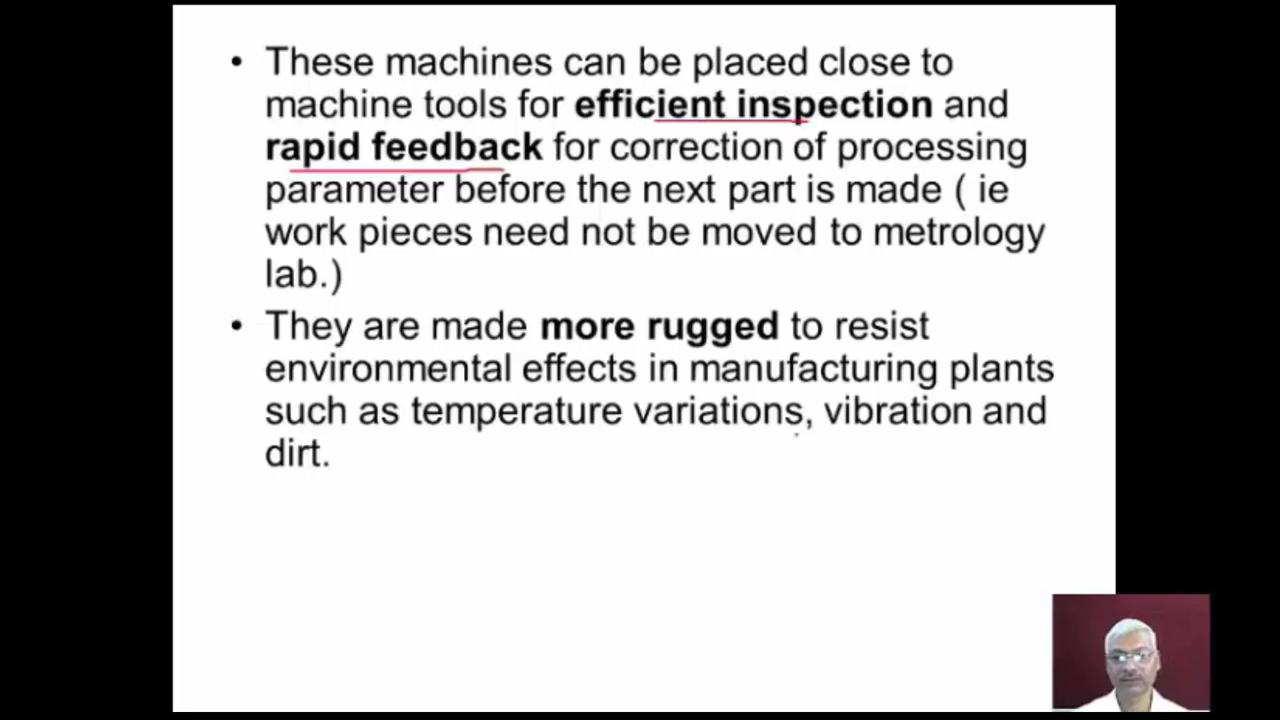 • These machines can be placed close to
machine tools for efficient inspection and
rapid feedback for correction of processing
parameter before the next part is made ( ie
work pieces need not be moved to metrology
lab.)
• They are made more rugged to resist
environmental effects in manufacturing plants
such as temperature variations, vibration and
dirt.